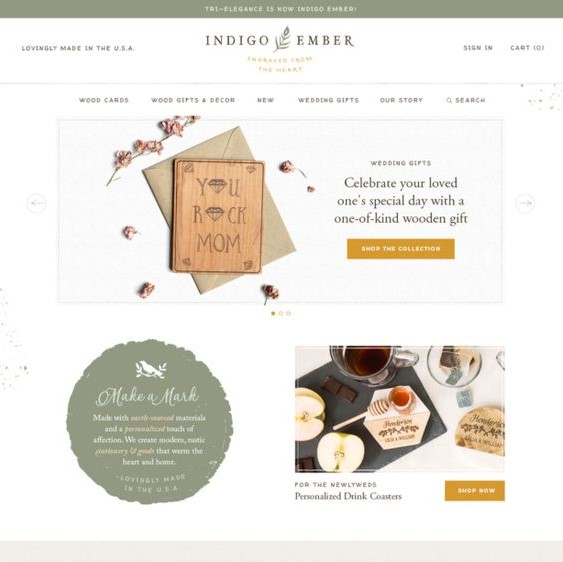 TRI-ELEGANCE IS NOW INDIGO EMBER!
LOVINGLY MADE IN THE U.S.A.
INDIGO EMBER
ENGRAVED FROM
THE HEART
SIGN IN
CART (0)
WOOD CARDS
WOOD GIFTS & DECOR
NEW
WEDDING GIFTS
OUR STORY
SEARCH
YOU
ROCK
MOM
WEDDING GIFTS
Celebrate your loved
one's special day with a
one-of-kind wooden gift
SHOP THE COLLECTION
Make a Mark
Made with earth-sourced materials
and a personalized touch of
affection. We create modern, rustic
stationery & goods that warm the
heart and home.
-LOVINGLY MADE
IN THE U.S.A.
Henderson
Henderson
LILIA & WILLIAM
FOR THE NEWLYWEDS
Personalized Drink Coasters
SHOP NOW